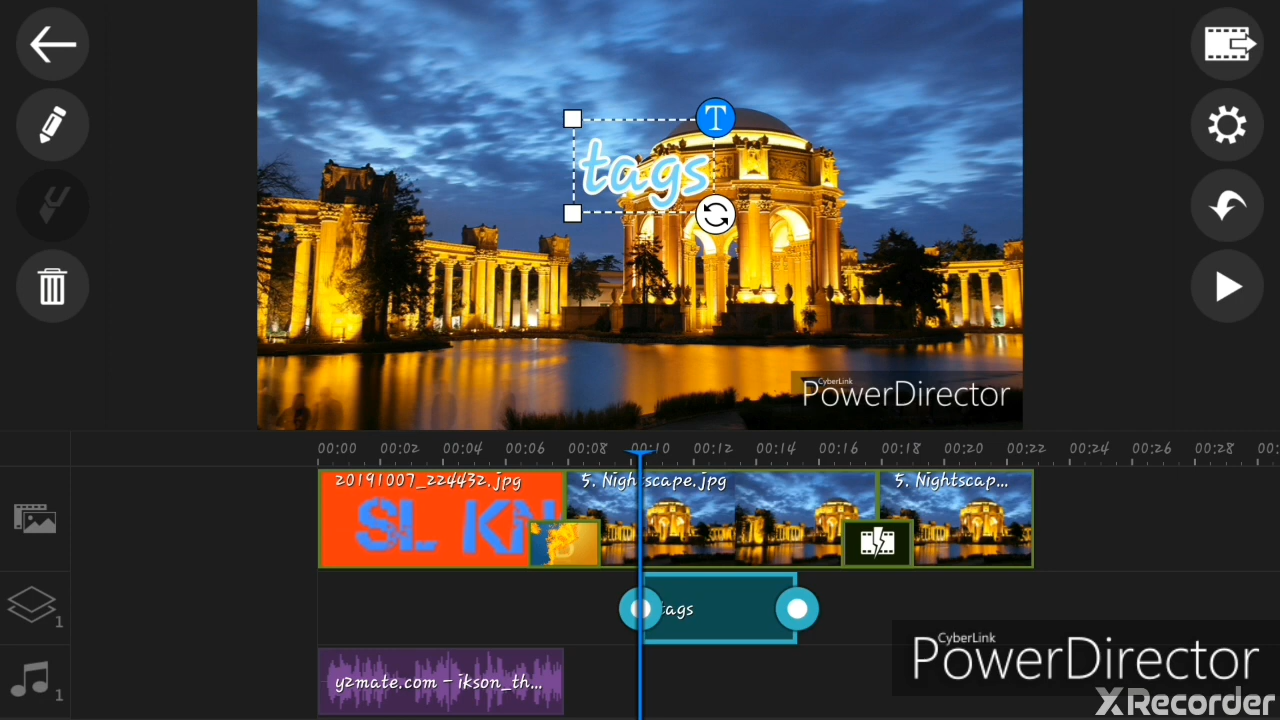 T
tags
CyberLink
PowerDirector
00:00 00:02 00:04 00:06 00:08 00:10 00:12 00:14 00:16 00:18 00:20 00:22 00:24 00:26 00:28
20191007_224432.jpg
5. Nightscape.jpg
5. Nightscap...
SL KN
tags
1
CyberLink
PowerDirector
y2mate.com - ikson_th...
1
XRecorder